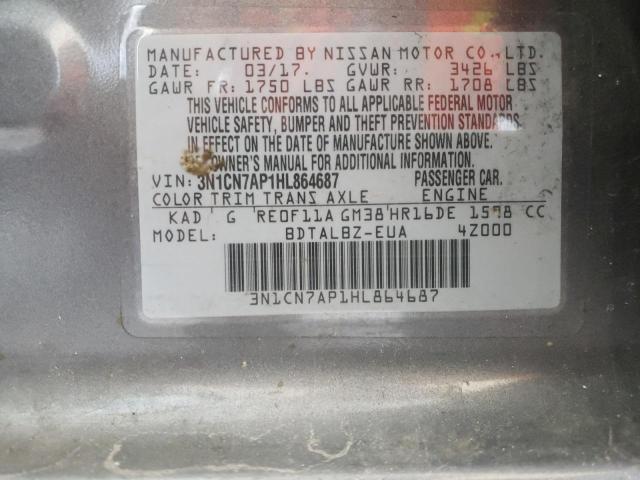 MANUFACTURED BY NISSAN MOTOR CO., LTD.
DATE: 03/17. GVWR: 3426 LBS
GAWR FR: 1750 LBS GAWR RR: 1708 LBS
THIS VEHICLE CONFORMS TO ALL APPLICABLE FEDERAL MOTOR
VEHICLE SAFETY, BUMPER AND THEFT PREVENTION STANDARDS
IN EFFECT ON THE DATE OF MANUFACTURE SHOWN ABOVE.
OWNER'S MANUAL FOR ADDITIONAL INFORMATION.
VIN: 3N1CN7AP1HL864687 PASSENGER CAR.
COLOR TRIM TRANS AXLE ENGINE
KAD G RE0F11A GM38 HR16DE 1598 CC
MODEL: BDTALBZ-EUA 4Z000
3N1CN7AP1HL864687